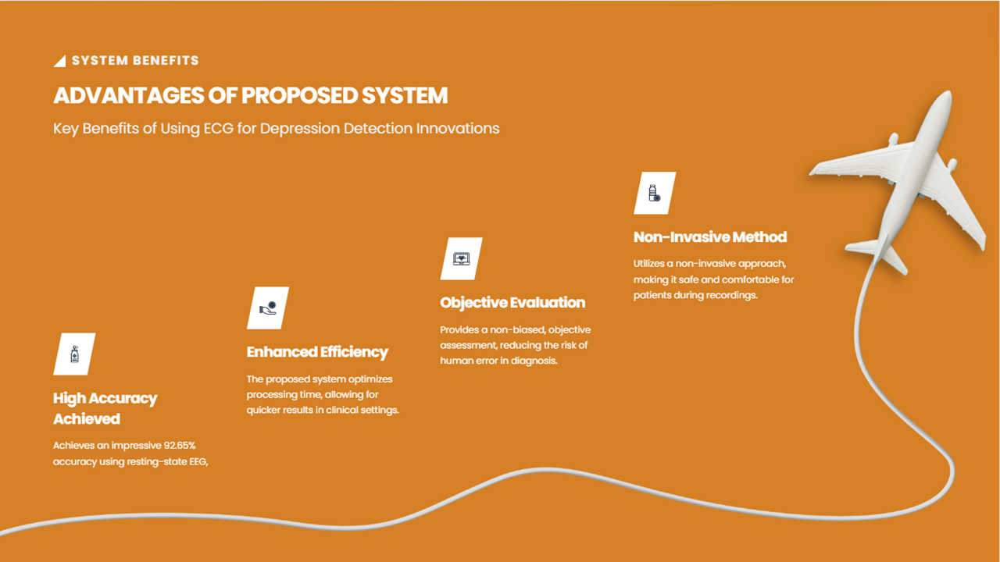 SYSTEM BENEFITS
ADVANTAGES OF PROPOSED SYSTEM
Key Benefits of Using ECG for Depression Detection Innovations
High Accuracy
Achieved
Achieves an impressive 92.65%
accuracy using resting-state EEG,
Enhanced Efficiency
The proposed system optimizes
processing time, allowing for
quicker results in clinical settings.
Objective Evaluation
Provides a non-biased, objective
assessment, reducing the risk of
human error in diagnosis.
Non-Invasive Method
Utilizes a non-invasive approach,
making it safe and comfortable for
patients during recordings.